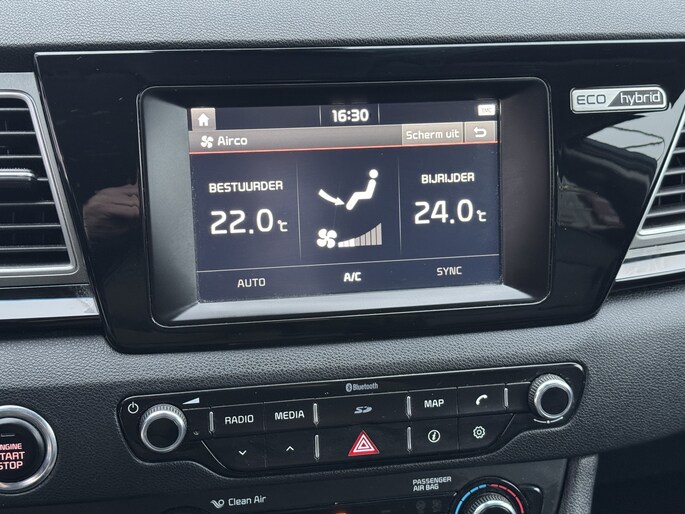 16:30
Airco
Scherm uit
BESTUURDER
BIJRIJDER
22.0 °C
24.0 °C
AUTO
A/C
SYNC
ECO hybrid
Bluetooth
RADIO
MEDIA
SD
MAP
ENGINE
START
STOP
Clean Air
PASSENGER
AIR BAG